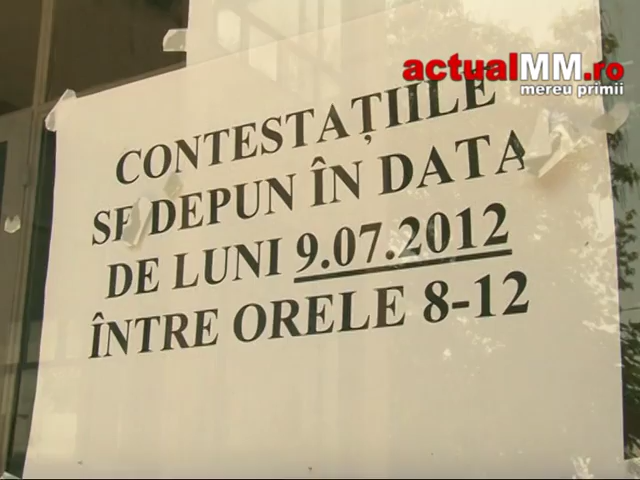 actualMM.ro
mereu primii
CONTESTAȚIILE
SE DEPUN ÎN DATA
DE LUNI 9.07.2012
ÎNTRE ORELE 8-12